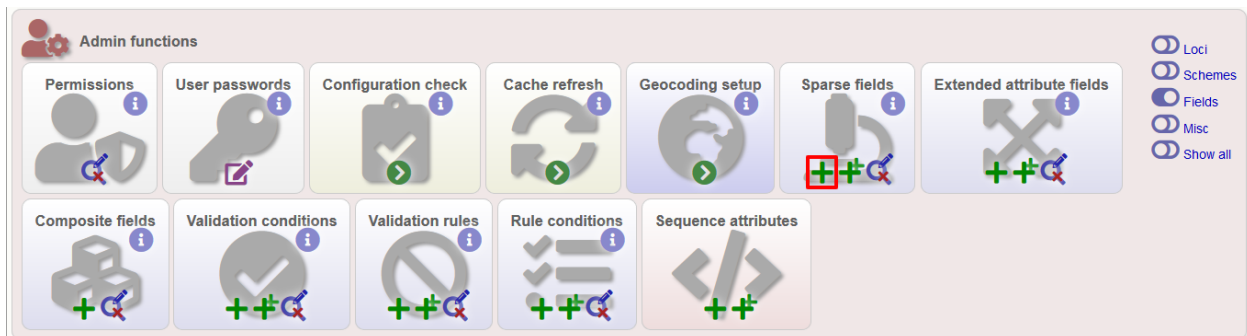 Admin functions
Loci
Schemes
Fields
Misc
Show all
Permissions
User passwords
Configuration check
Cache refresh
Geocoding setup
Sparse fields
Extended attribute fields
Composite fields
Validation conditions
Validation rules
Rule conditions
Sequence attributes